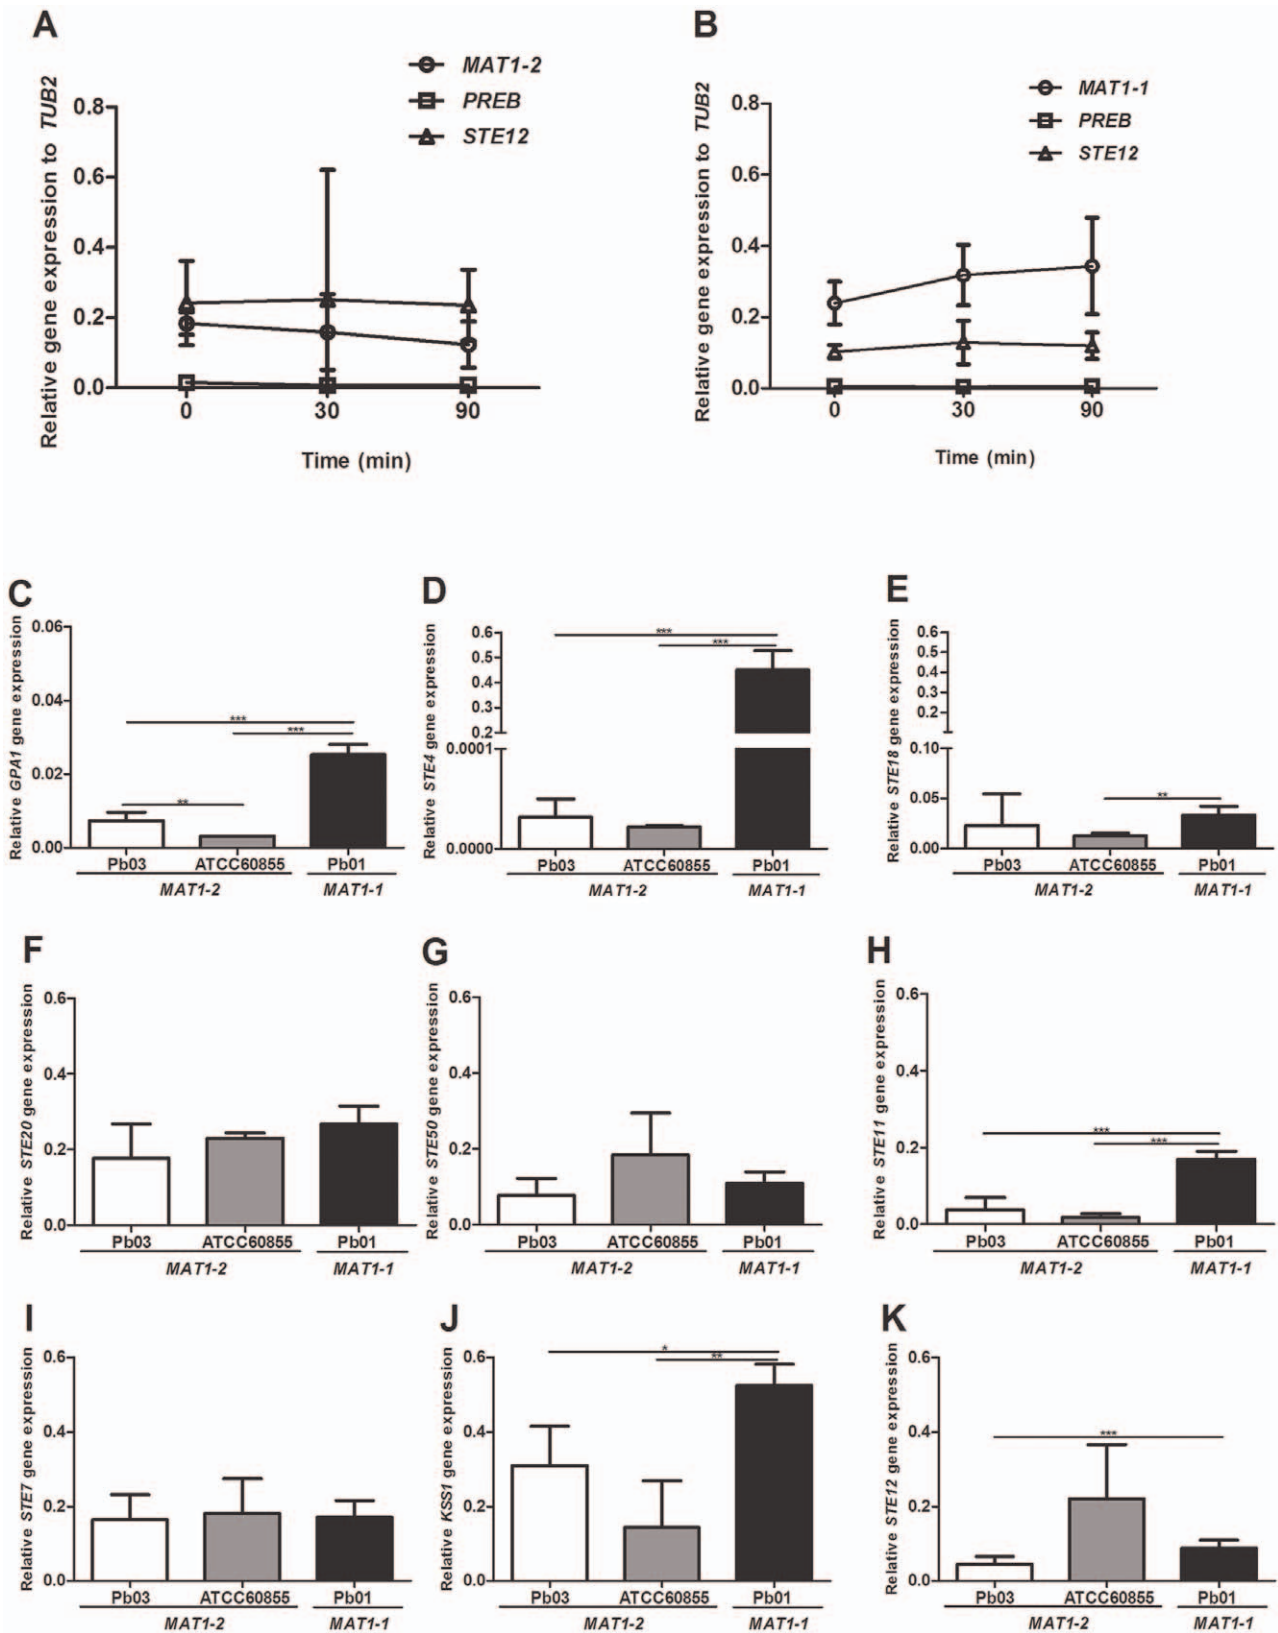 A
MAT1-2
PREB
STE12
Relative gene expression to TUB2
0.8
0.6
0.4
0.2
0.0
0 30 90
Time (min)
B
MAT1-1
PREB
STE12
Relative gene expression to TUB2
0.8
0.6
0.4
0.2
0.0
0 30 90
Time (min)
C
Relative GPA1 gene expression
0.06
0.04
0.02
0.00
***
***
**
Pb03 ATCC60855 Pb01
MAT1-2 MAT1-1
D
Relative STE4 gene expression
0.6
0.5
0.4
0.3
0.2
0.0001
0.0000
***
***
Pb03 ATCC60855 Pb01
MAT1-2 MAT1-1
E
Relative STE18 gene expression
0.6
0.5
0.4
0.3
0.2
0.10
0.05
0.00
**
Pb03 ATCC60855 Pb01
MAT1-2 MAT1-1
F
Relative STE20 gene expression
0.6
0.4
0.2
0.0
Pb03 ATCC60855 Pb01
MAT1-2 MAT1-1
G
Relative STE50 gene expression
0.6
0.4
0.2
0.0
Pb03 ATCC60855 Pb01
MAT1-2 MAT1-1
H
Relative STE11 gene expression
0.6
0.4
0.2
0.0
***
***
Pb03 ATCC60855 Pb01
MAT1-2 MAT1-1
I
Relative STE7 gene expression
0.6
0.4
0.2
0.0
Pb03 ATCC60855 Pb01
MAT1-2 MAT1-1
J
Relative KSS1 gene expression
0.6
0.4
0.2
0.0
*
**
Pb03 ATCC60855 Pb01
MAT1-2 MAT1-1
K
Relative STE12 gene expression
0.6
0.4
0.2
0.0
***
Pb03 ATCC60855 Pb01
MAT1-2 MAT1-1